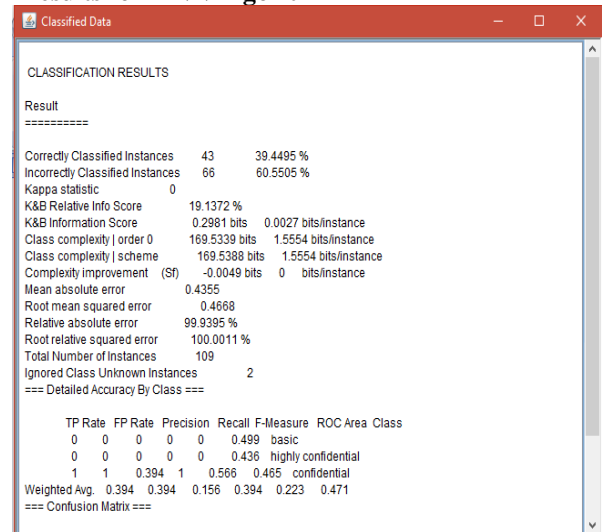 Classified Data
CLASSIFICATION RESULTS
Result
==========
Correctly Classified Instances 43 39.4495 %
Incorrectly Classified Instances 66 60.5505 %
Kappa statistic 0
K&B Relative Info Score 19.1372 %
K&B Information Score 0.2981 bits 0.0027 bits/instance
Class complexity | order 0 169.5339 bits 1.5554 bits/instance
Class complexity | scheme 169.5388 bits 1.5554 bits/instance
Complexity improvement (Sf) -0.0049 bits 0 bits/instance
Mean absolute error 0.4355
Root mean squared error 0.4668
Relative absolute error 99.9395 %
Root relative squared error 100.0011 %
Total Number of Instances 109
Ignored Class Unknown Instances 2
=== Detailed Accuracy By Class ===
TP Rate FP Rate Precision Recall F-Measure ROC Area Class
0 0 0 0 0 0.499 basic
0 0 0 0 0 0.436 highly confidential
1 1 0.394 1 0.566 0.465 confidential
Weighted Avg. 0.394 0.394 0.156 0.394 0.223 0.471
=== Confusion Matrix ===